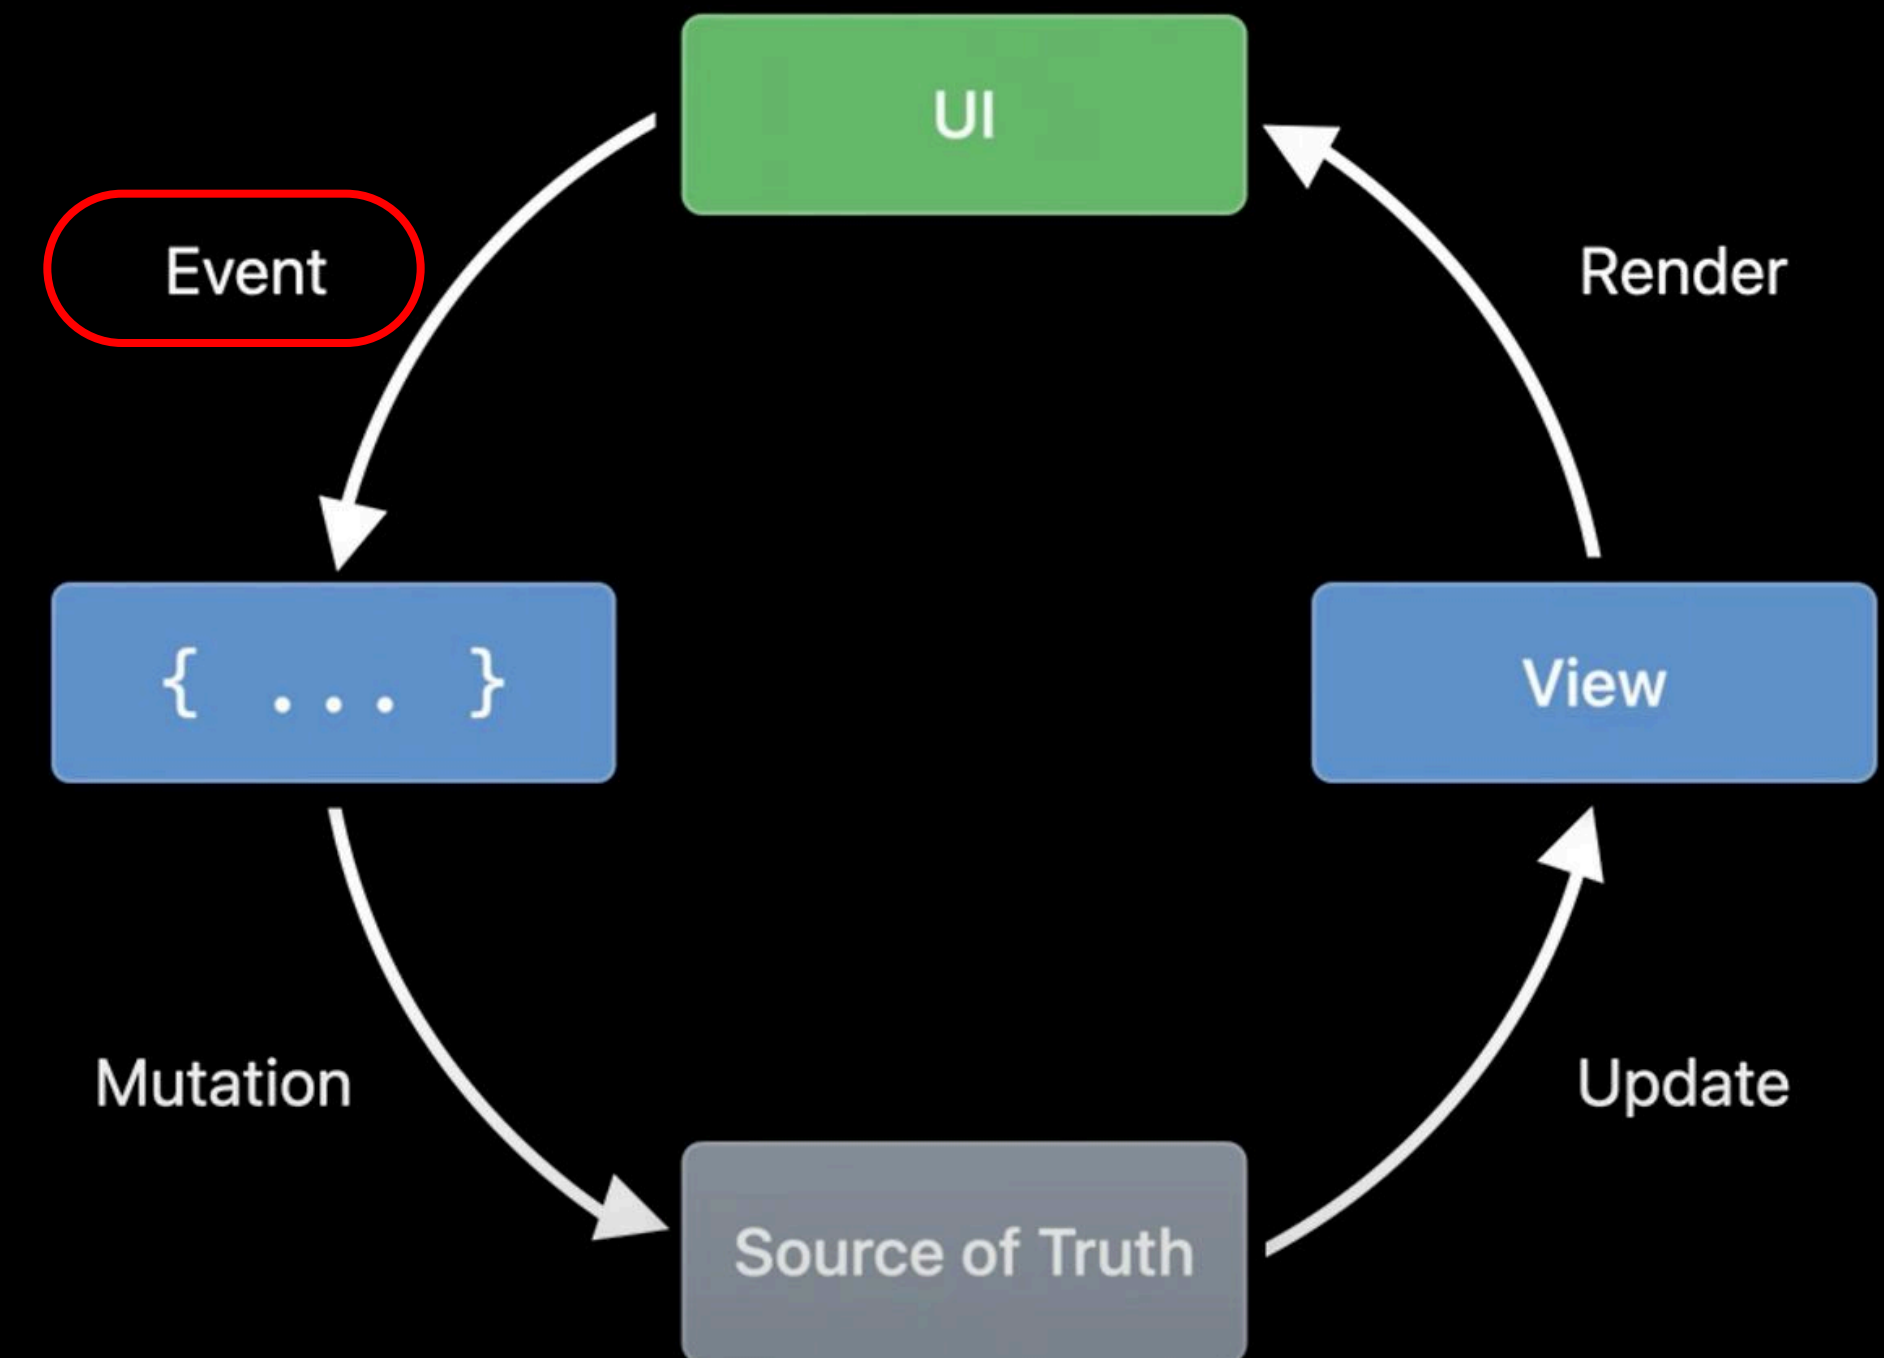 UI
Event
Render
{ ... }
View
Mutation
Update
Source of Truth